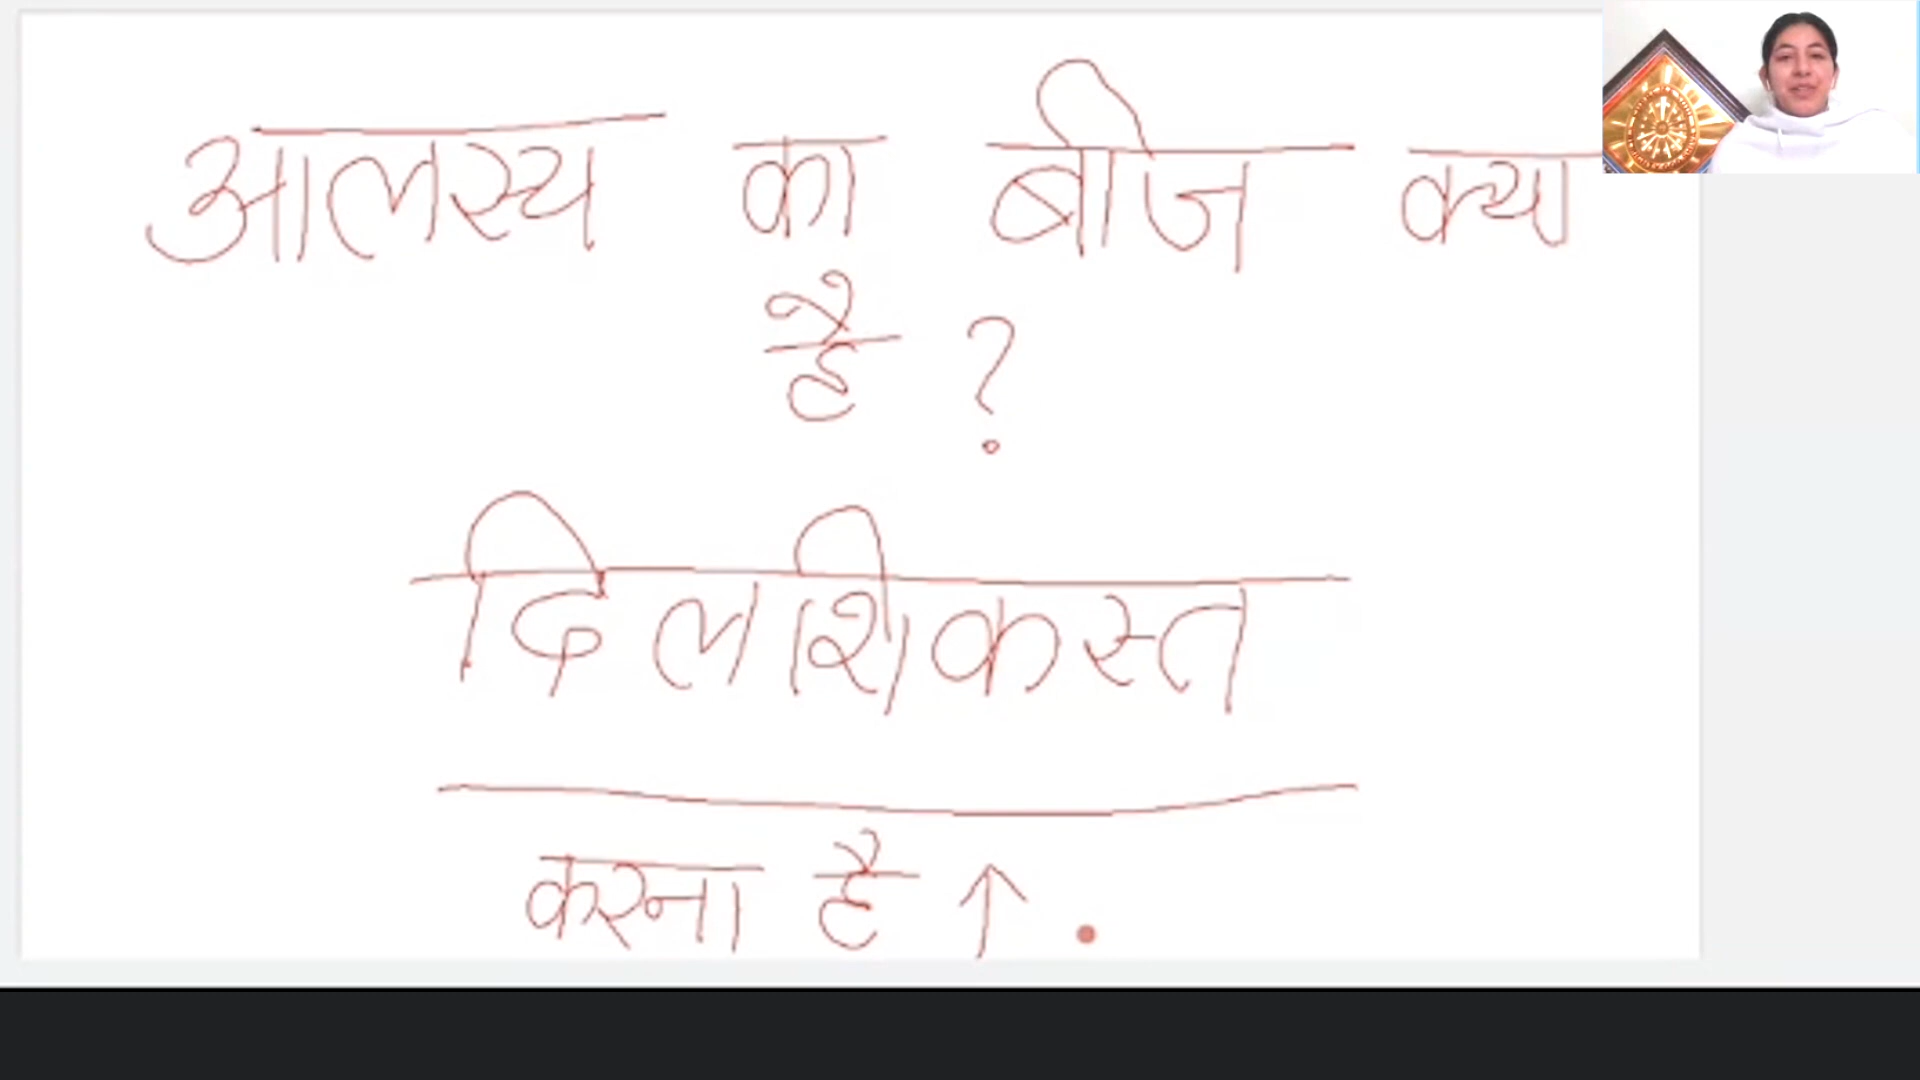 आलस्य का बीज क्या
है ?
दिलशिकस्त
करना है ↑